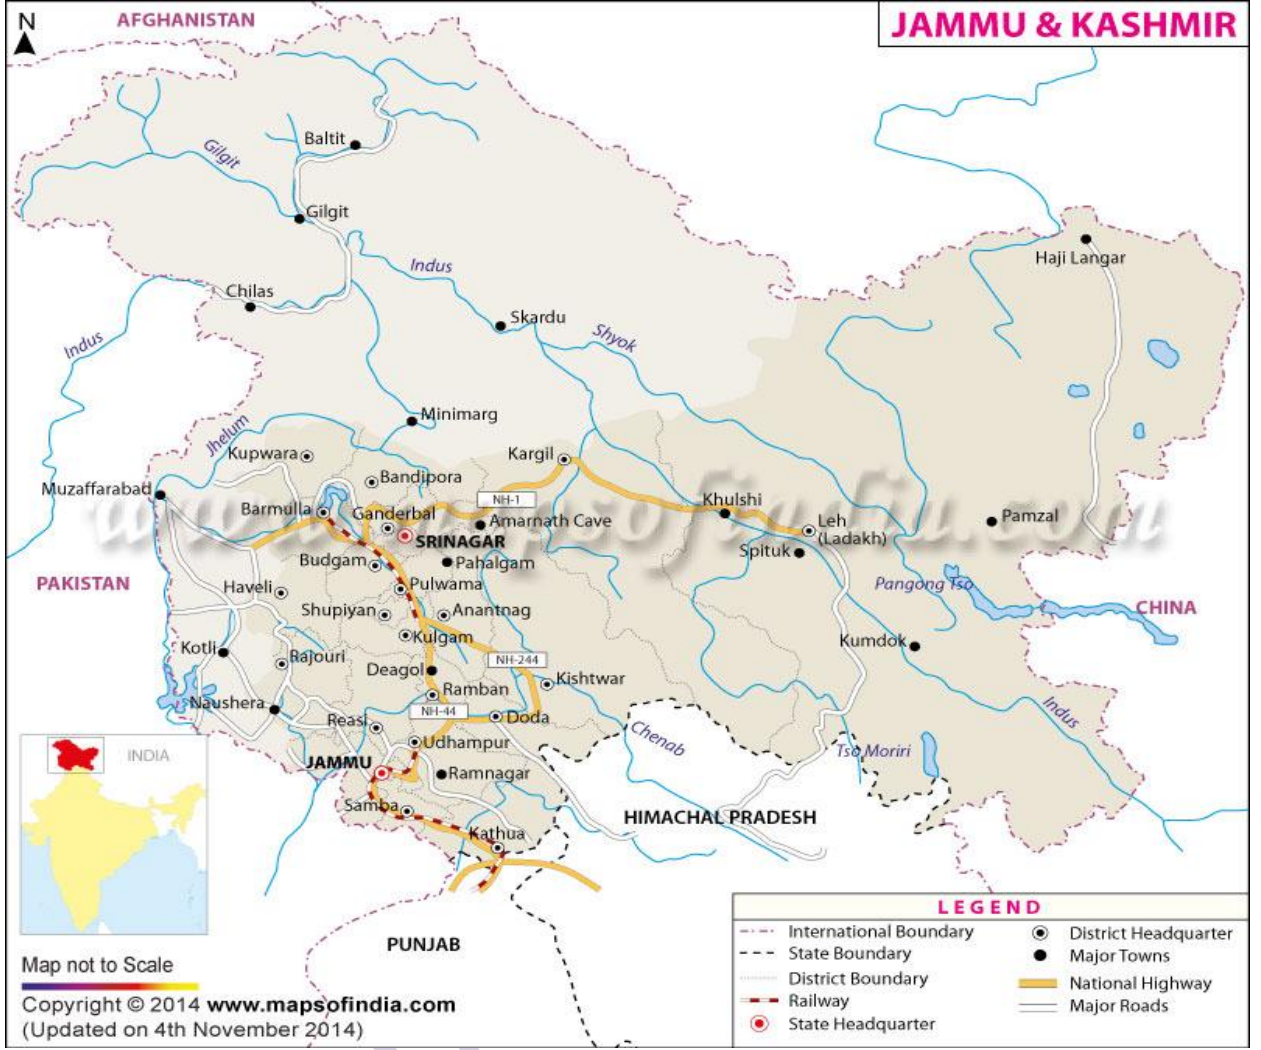 N
AFGHANISTAN
JAMMU & KASHMIR
Baltit
Gilgit
Gilgit
Haji Langar
Indus
Chilas
Skardu
Shyok
Indus
Minimarg
Jhelum
Kupwara
Kargil
Bandipora
Muzaffarabad
NH-1
Khulshi
Barmulla
Ganderbal
Amarnath Cave
Pamzal
Leh
(Ladakh)
www.mapsofindia.com
SRINAGAR
Spituk
Budgam
Pahalgam
PAKISTAN
Haveli
Pulwama
Pangong Tso
CHINA
Shupiyan
Anantnag
Kulgam
Kumdok
Kotli
Rajouri
NH-244
Deagol
Kishtwar
Ramban
Naushera
NH-44
Indus
Reasi
Doda
Chenab
Udhampur
Tso Moriri
INDIA
JAMMU
Ramnagar
Samba
HIMACHAL PRADESH
Kathua
PUNJAB
LEGEND
International Boundary
State Boundary
District Boundary
Railway
State Headquarter
District Headquarter
Major Towns
National Highway
Major Roads
Map not to Scale
Copyright © 2014 www.mapsofindia.com
(Updated on 4th November 2014)